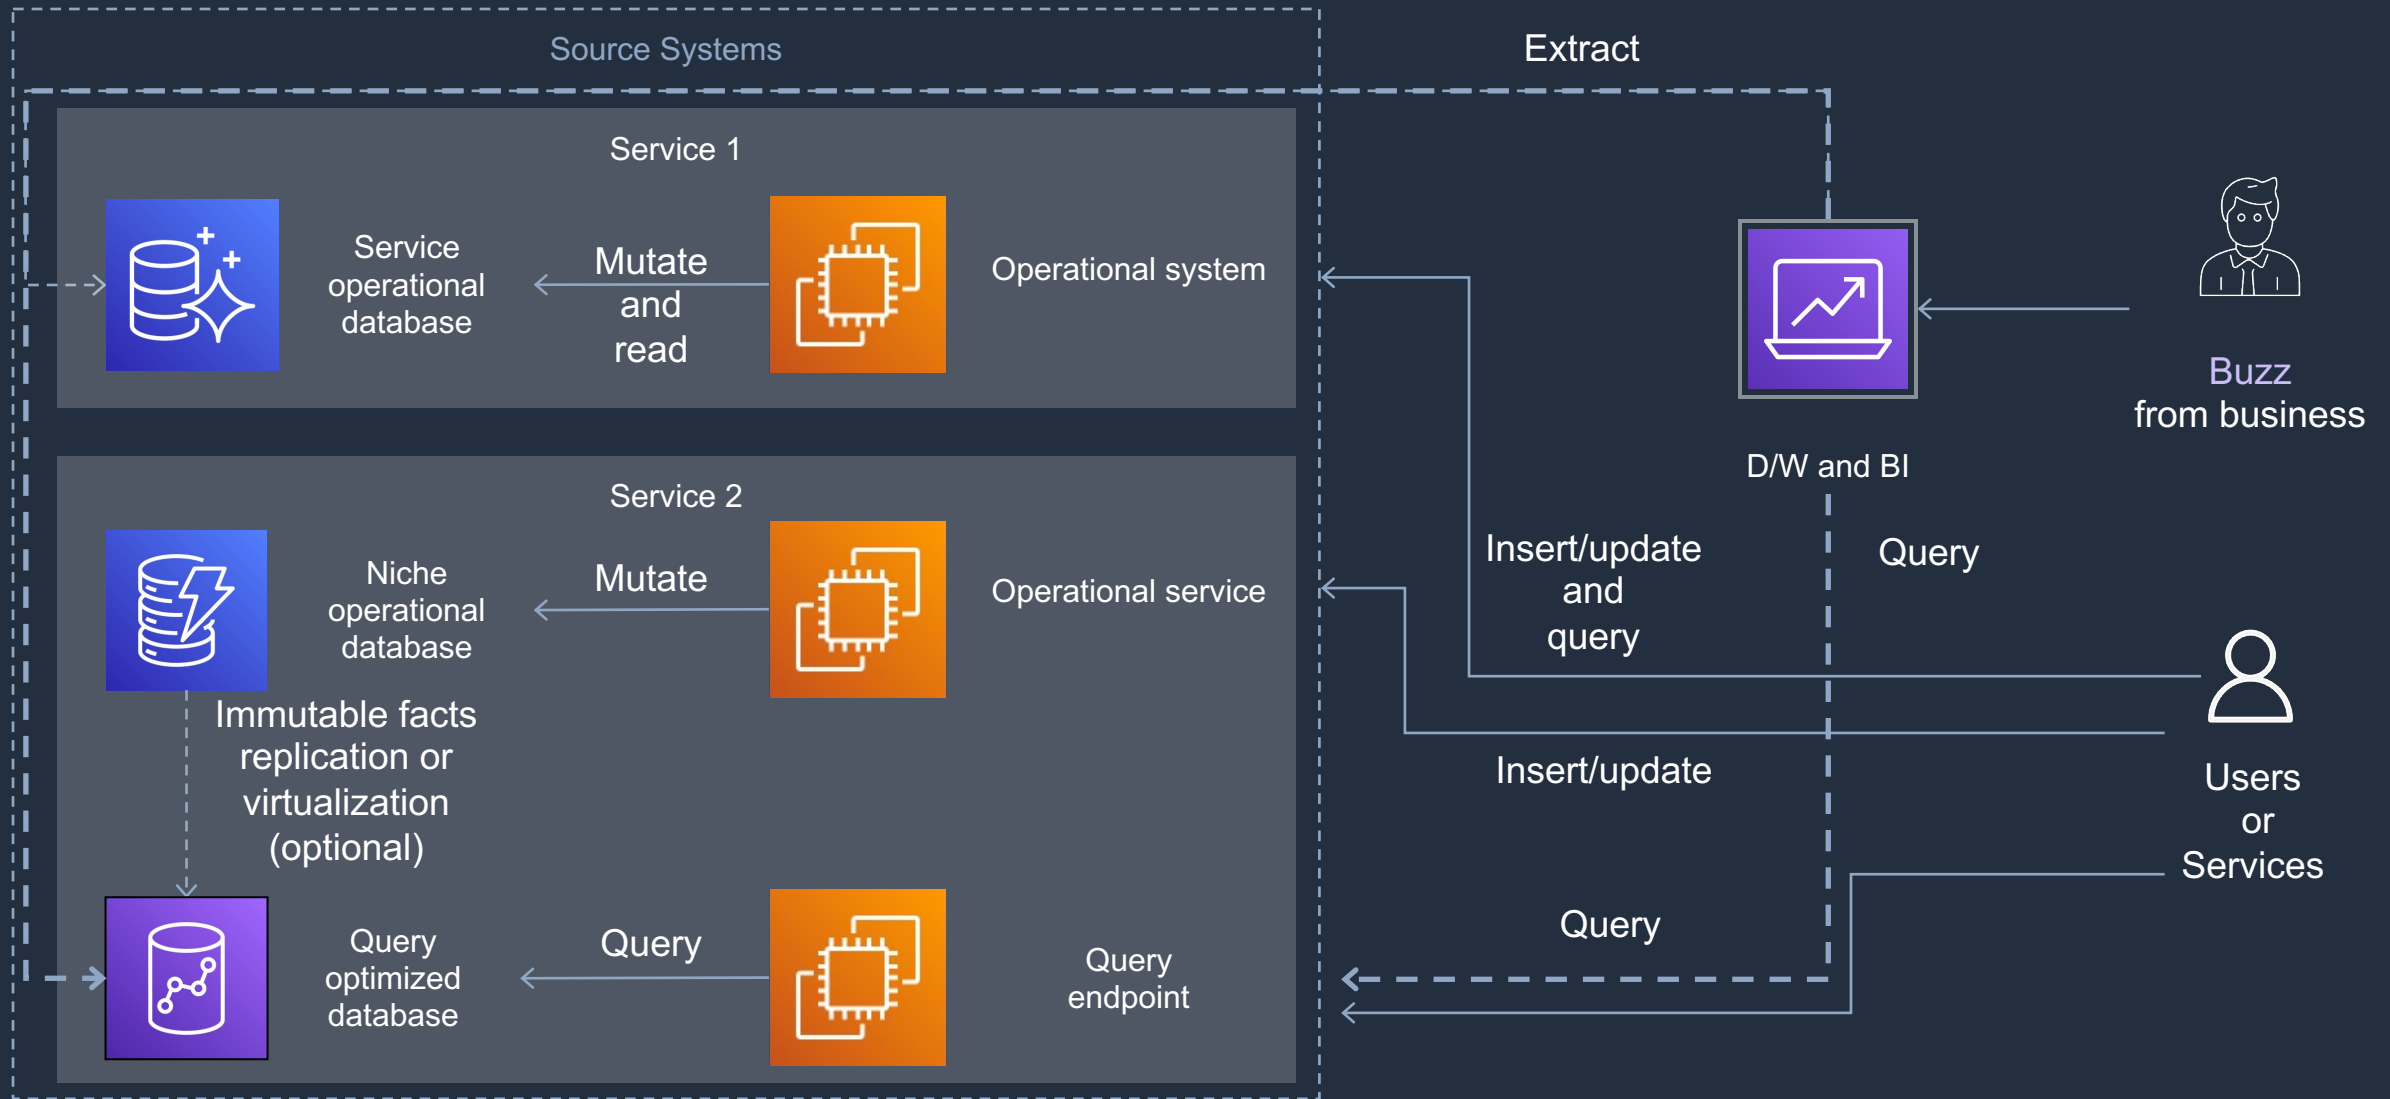 Source Systems
Extract
Service 1
Service
operational
database
Mutate
and
read
Operational system
Buzz
from business
D/W and BI
Service 2
Niche
operational
database
Mutate
Operational service
Insert/update
and
query
Query
Immutable facts
replication or
virtualization
(optional)
Insert/update
Users
or
Services
Query
optimized
database
Query
Query
endpoint
Query